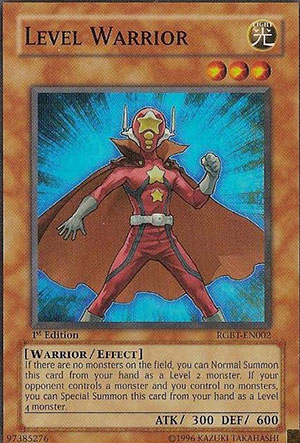 LEVEL WARRIOR
LIGHT
光
1st Edition
RGBT-EN002
[WARRIOR / EFFECT]
If there are no monsters on the field, you can Normal Summon
this card from your hand as a Level 2 monster. If your
opponent controls a monster and you control no monsters,
you can Special Summon this card from your hand as a Level
4 monster.
ATK/ 300 DEF/ 600
97385276
©1996 KAZUKI TAKAHASHI